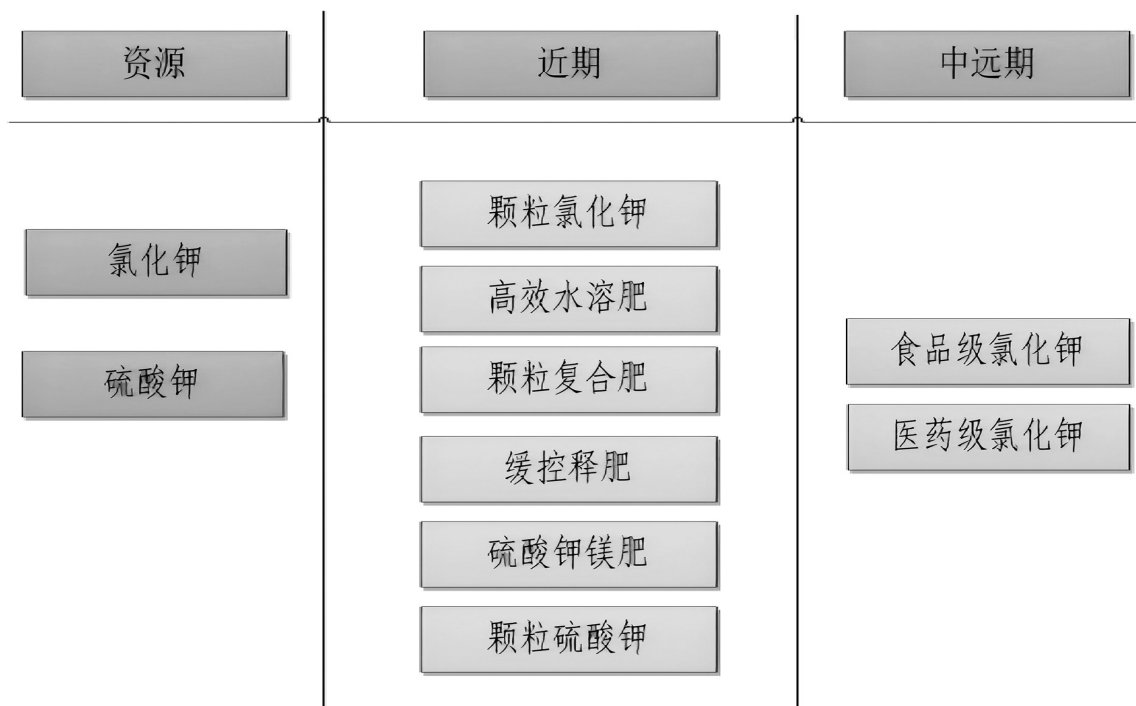 资源
近期
中远期
氯化钾
硫酸钾
颗粒氯化钾
高效水溶肥
颗粒复合肥
缓控释肥
硫酸钾镁肥
颗粒硫酸钾
食品级氯化钾
医药级氯化钾